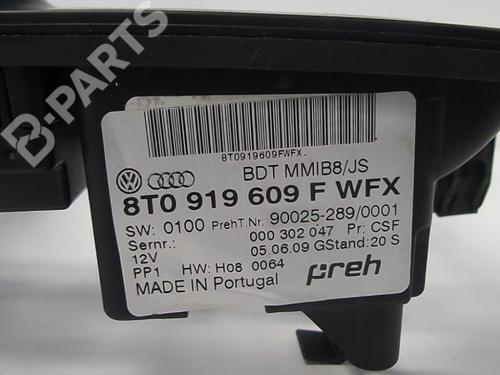 B-PARTS
8T0919609FWFX.
BDT MMIB8/JS
8T0 919 609 F WFX
SW: 0100 PrehT.Nr: 90025-289/0001
Sernr.: 000 302 047 Pr: CSF
12V 05.06.09 GStand: 20 S
PP1 HW: H08 0064
MADE IN Portugal preh
B-PARTS